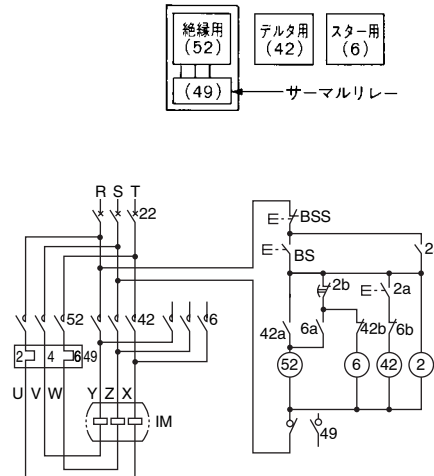 絶縁用
(52)
デルタ用
(42)
スター用
(6)
(49)
サーマルリレー
R S T
22
BSS
BS
2
2b
2a
52
42
6
42a
6a
42b
6b
2 4 6 49
52
6
42
2
U V W Y Z X
IM
49